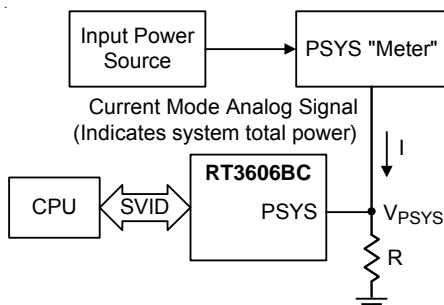 Input Power
Source
PSYS "Meter"
Current Mode Analog Signal
(Indicates system total power)
I
RT3606BC
CPU
SVID
PSYS
VPSYS
R